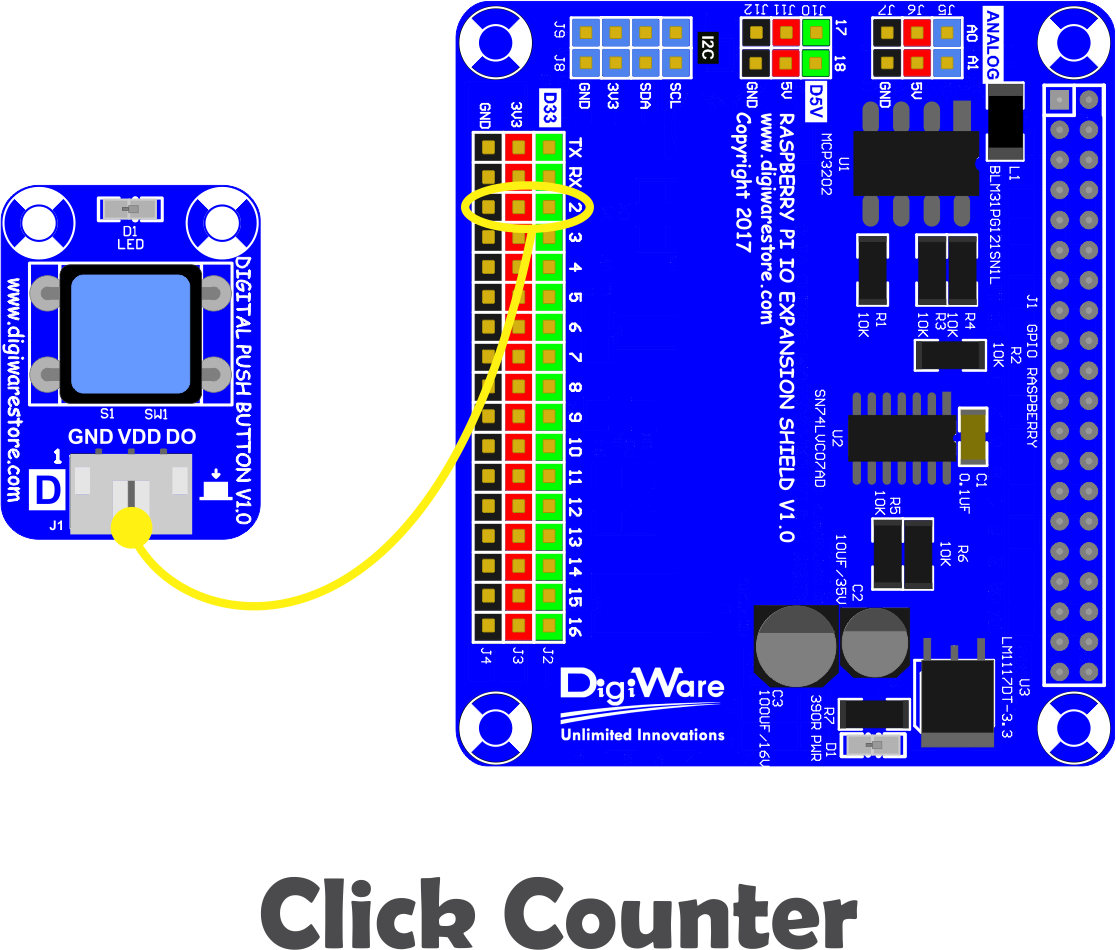 D1
LED
S1 SW1
GND VDD DO
1
D
J1
www.digiwarestore.com
DIGITAL PUSH BUTTON V1.0
J9
J8
GND
3V3
SDA
SCL
I2C
J12
J11
J10
17
18
GND
5V
D5V
J7
J6
J5
A0
A1
GND
5V
ANALOG
GND
3V3
D33
TX
RX
2
3
4
5
6
7
8
9
10
11
12
13
14
15
16
J4
J3
J2
RASPBERRY PI IO EXPANSION SHIELD V1.0
www.digiwarestore.com
Copyright 2017
U1
MCP3202
L1
BLM31PG121SN1L
R1
10K
R3
10K
R4
10K
R2
10K
J1 GPIO RASPBERRY
U2
SN74LVC07AD
C1
0.1UF
R5
10K
R6
10K
C2
10UF/35V
C3
100UF/16V
R7
390R
D1
PWR
U3
LM1117DT-3.3
DigiWare
Unlimited Innovations
Click Counter